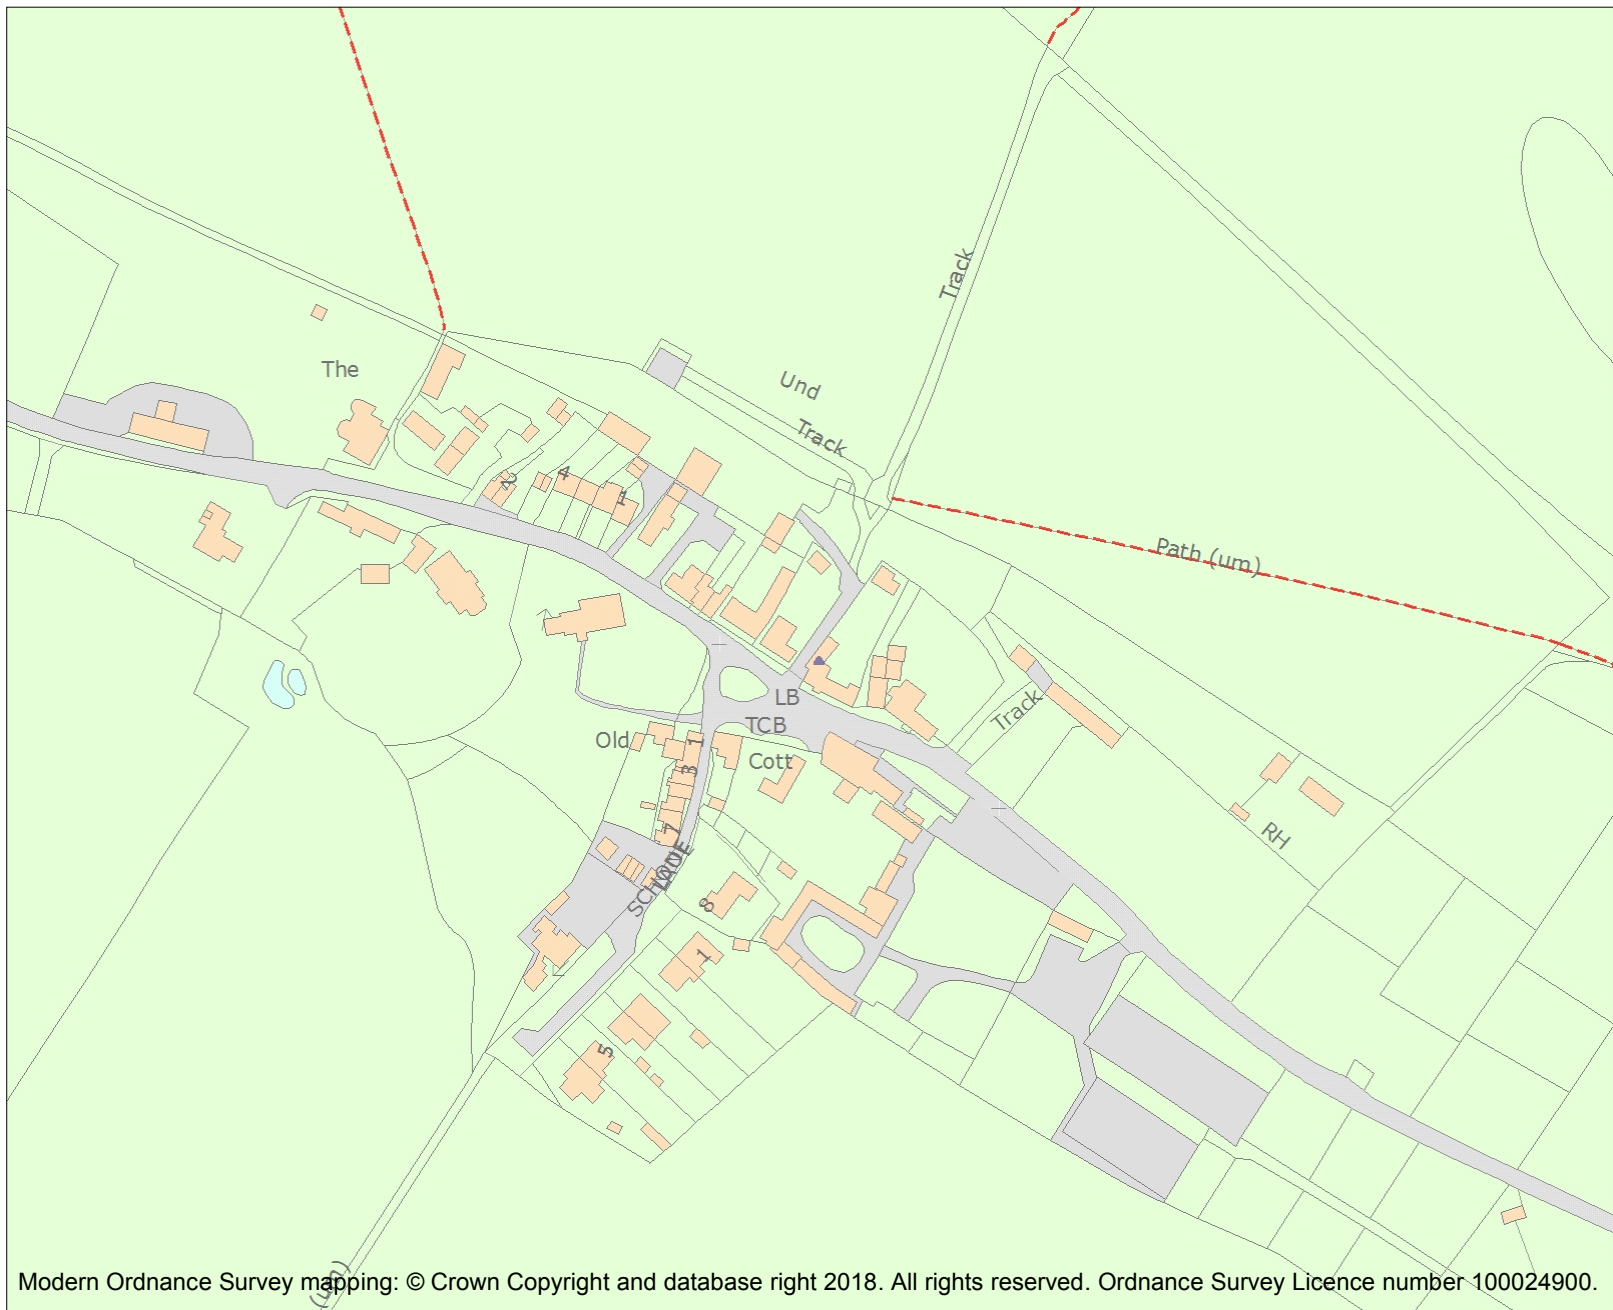 Track
The
Und
Track
2
4
1
Path (um)
LB
TCB
Old
1
Cott
3
Track
7
RH
SCHOOL
LANE
8
1
5
(um)
Modern Ordnance Survey mapping: © Crown Copyright and database right 2018. All rights reserved. Ordnance Survey Licence number 100024900.